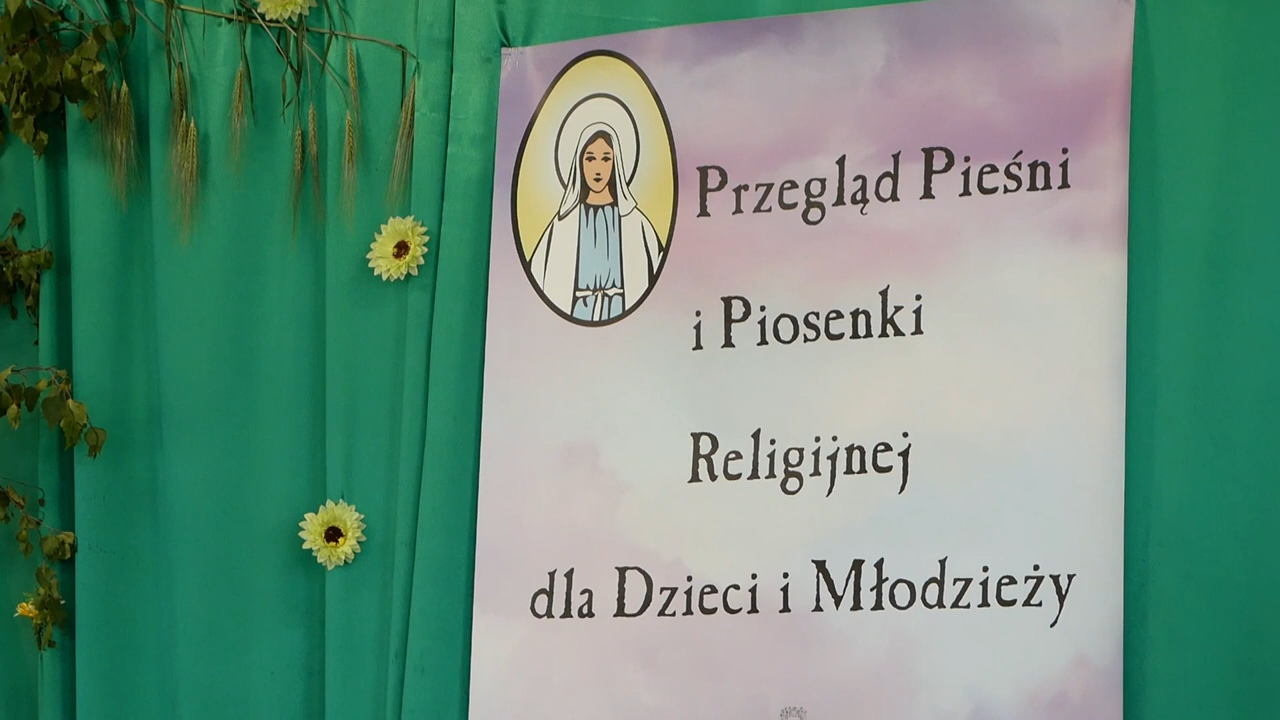 Przegląd Pieśni
i Piosenki
Religijnej
dla Dzieci i Młodzieży